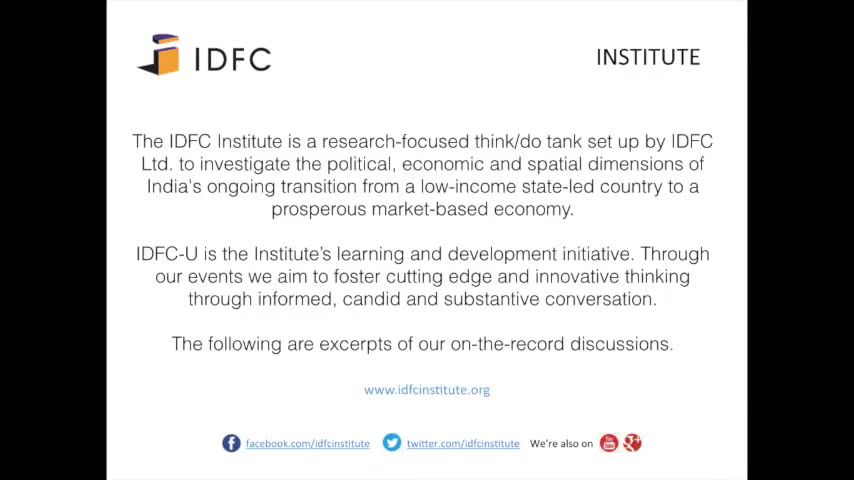 IDFC
INSTITUTE
The IDFC Institute is a research-focused think/do tank set up by IDFC
Ltd. to investigate the political, economic and spatial dimensions of
India's ongoing transition from a low-income state-led country to a
prosperous market-based economy.
IDFC-U is the Institute's learning and development initiative. Through
our events we aim to foster cutting edge and innovative thinking
through informed, candid and substantive conversation.
The following are excerpts of our on-the-record discussions.
www.idfcinstitute.org
facebook.com/idfcinstitute twitter.com/idfcinstitute We're also on You Tube g+